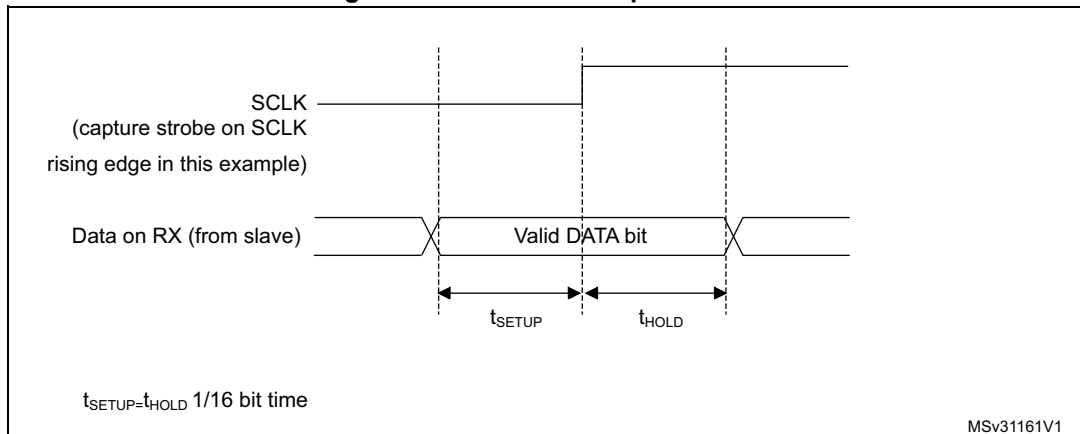 SCLK
(capture strobe on SCLK
rising edge in this example)
Data on RX (from slave)
Valid DATA bit
tSETUP
tHOLD
tSETUP=tHOLD 1/16 bit time
MSv31161V1